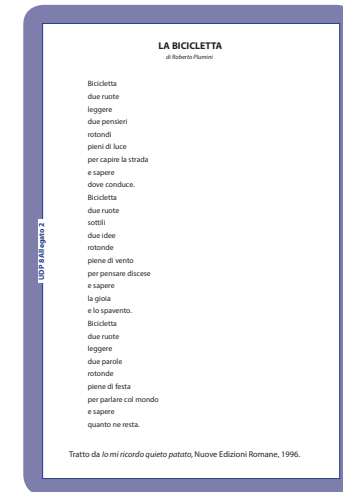 LA BICICLETTA
di Roberto Piumini
Bicicletta
due ruote
leggere
due pensieri
rotondi
pieni di luce
per capire la strada
e sapere
dove conduce.
Bicicletta
due ruote
sottili
due idee
rotonde
piene di vento
per pensare discese
e sapere
la gioia
e lo spavento.
Bicicletta
due ruote
leggere
due parole
rotonde
piene di festa
per parlare col mondo
e sapere
quanto ne resta.
Tratto da Io mi ricordo quieto patato, Nuove Edizioni Romane, 1996.
UDP 8 Allegato 2